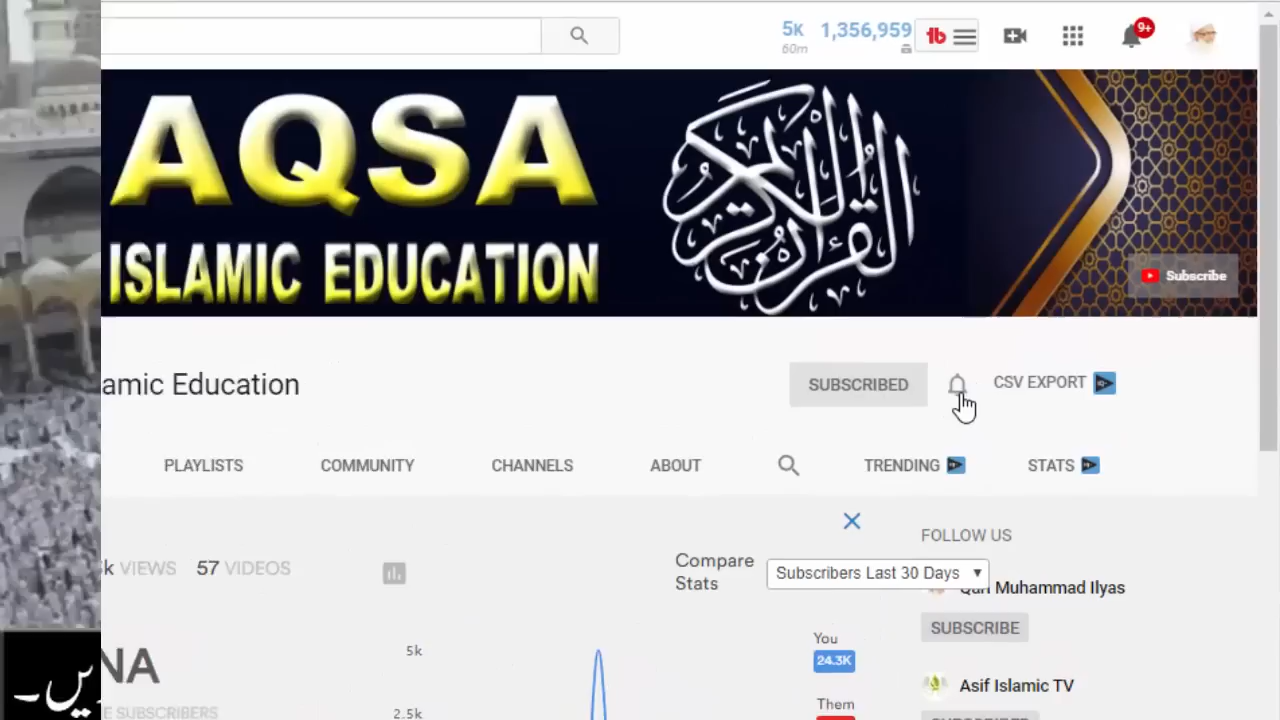 5K 1,356,959
60m
9+
AQSA
القرآن الكريم
ISLAMIC EDUCATION
Subscribe
amic Education
SUBSCRIBED
CSV EXPORT
PLAYLISTS COMMUNITY CHANNELS ABOUT TRENDING STATS
FOLLOW US
k VIEWS 57 VIDEOS
Compare
Stats
Subscribers Last 30 Days
Muhammad Ilyas
SUBSCRIBE
You
24.3K
5k
NA
Asif Islamic TV
Them
2.5k
E SUBSCRIBERS
یں۔